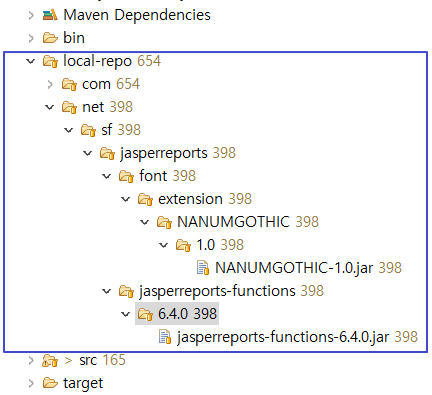 Maven Dependencies
bin
local-repo 654
com 654
net 398
sf 398
jasperreports 398
font 398
extension 398
NANUMGOTHIC 398
1.0 398
NANUMGOTHIC-1.0.jar 398
jasperreports-functions 398
6.4.0 398
jasperreports-functions-6.4.0.jar 398
> src 165
target